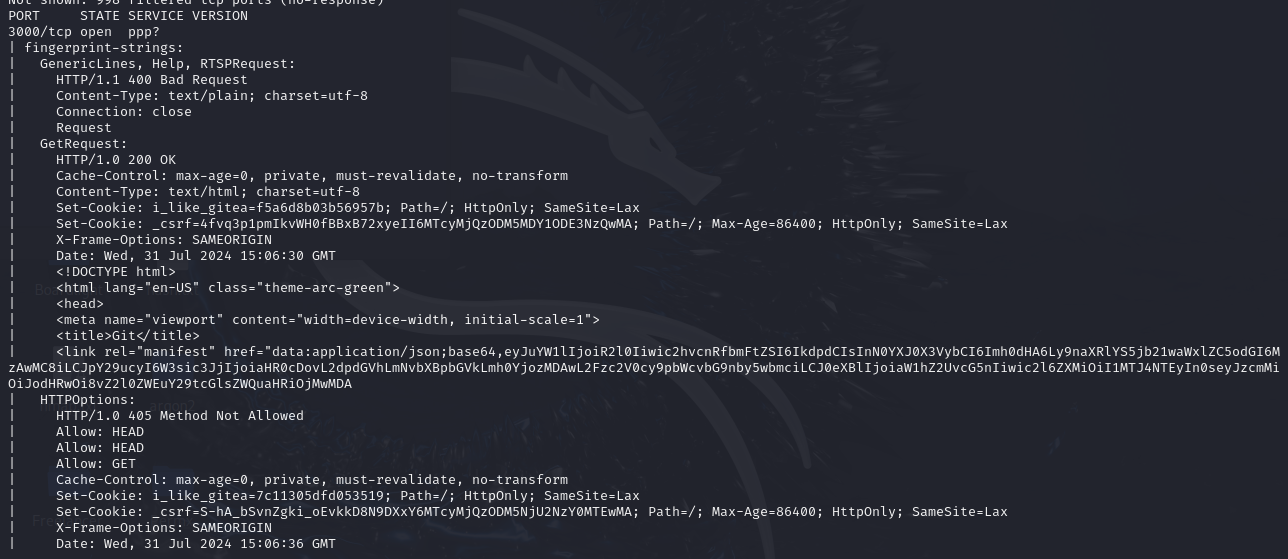 Not shown: 998 filtered tcp ports (no-response)
PORT     STATE SERVICE VERSION
3000/tcp open  ppp?
| fingerprint-strings:
|   GenericLines, Help, RTSPRequest:
|     HTTP/1.1 400 Bad Request
|     Content-Type: text/plain; charset=utf-8
|     Connection: close
|     Request
|   GetRequest:
|     HTTP/1.0 200 OK
|     Cache-Control: max-age=0, private, must-revalidate, no-transform
|     Content-Type: text/html; charset=utf-8
|     Set-Cookie: i_like_gitea=f5a6d8b03b56957b; Path=/; HttpOnly; SameSite=Lax
|     Set-Cookie: _csrf=4fvq3p1pmIkvWH0fBBxB72xyeII6MTcyMjQzODM5MDY1ODE3NzQwMA; Path=/; Max-Age=86400; HttpOnly; SameSite=Lax
|     X-Frame-Options: SAMEORIGIN
|     Date: Wed, 31 Jul 2024 15:06:30 GMT
|     <!DOCTYPE html>
|     <html lang="en-US" class="theme-arc-green">
|     <head>
|     <meta name="viewport" content="width=device-width, initial-scale=1">
|     <title>Git</title>
|     <link rel="manifest" href="data:application/json;base64,eyJuYW1lIjoiR2l0Iiwic2hvcnRfbmFtZSI6IkdpdCIsInN0YXJ0X3VybCI6Imh0dHA6Ly9naXRlYS5jb21waWxlZC5odGI6M
zAwMC8iLCJpY29ucyI6W3sic3JjIjoiaHR0cDovL2dpdGVhLmNvbXBpbGVkLmh0YjozMDAwL2Fzc2V0cy9pbWcvbG9nby5wbmciLCJ0eXBlIjoiaW1hZ2UvcG5nIiwic2l6ZXMiOiI1MTJ4NTEyIn0seyJzcmMi
OiJodHRwOi8vZ2l0ZWEuY29tcGlsZWQuaHRiOjMwMDA
|   HTTPOptions:
|     HTTP/1.0 405 Method Not Allowed
|     Allow: HEAD
|     Allow: HEAD
|     Allow: GET
|     Cache-Control: max-age=0, private, must-revalidate, no-transform
|     Set-Cookie: i_like_gitea=7c11305dfd053519; Path=/; HttpOnly; SameSite=Lax
|     Set-Cookie: _csrf=S-hA_bSvnZgki_oEvkkD8N9DXxY6MTcyMjQzODM5NjU2NzY0MTEwMA; Path=/; Max-Age=86400; HttpOnly; SameSite=Lax
|     X-Frame-Options: SAMEORIGIN
|     Date: Wed, 31 Jul 2024 15:06:36 GMT